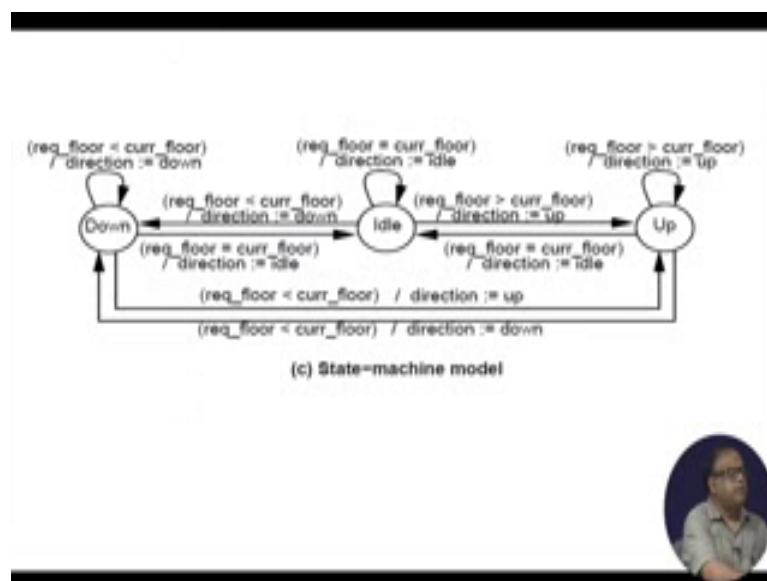 (req_floor < curr_floor)
/ direction := down
(req_floor = curr_floor)
/ direction := idle
(req_floor > curr_floor)
/ direction := up
(req_floor < curr_floor)
/ direction := down
(req_floor > curr_floor)
/ direction := up
Down
Idle
Up
(req_floor = curr_floor)
/ direction := idle
(req_floor = curr_floor)
/ direction := idle
(req_floor < curr_floor) / direction := up
(req_floor < curr_floor) / direction := down
(c) State=machine model